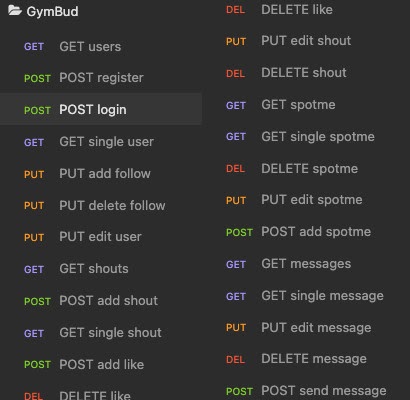 GymBud
GET GET users
POST POST register
POST POST login
GET GET single user
PUT PUT add follow
PUT PUT delete follow
PUT PUT edit user
GET GET shouts
POST POST add shout
GET GET single shout
POST POST add like
DEL DELETE like
DEL DELETE like
PUT PUT edit shout
DEL DELETE shout
GET GET spotme
GET GET single spotme
DEL DELETE spotme
PUT PUT edit spotme
POST POST add spotme
GET GET messages
GET GET single message
PUT PUT edit message
DEL DELETE message
POST POST send message